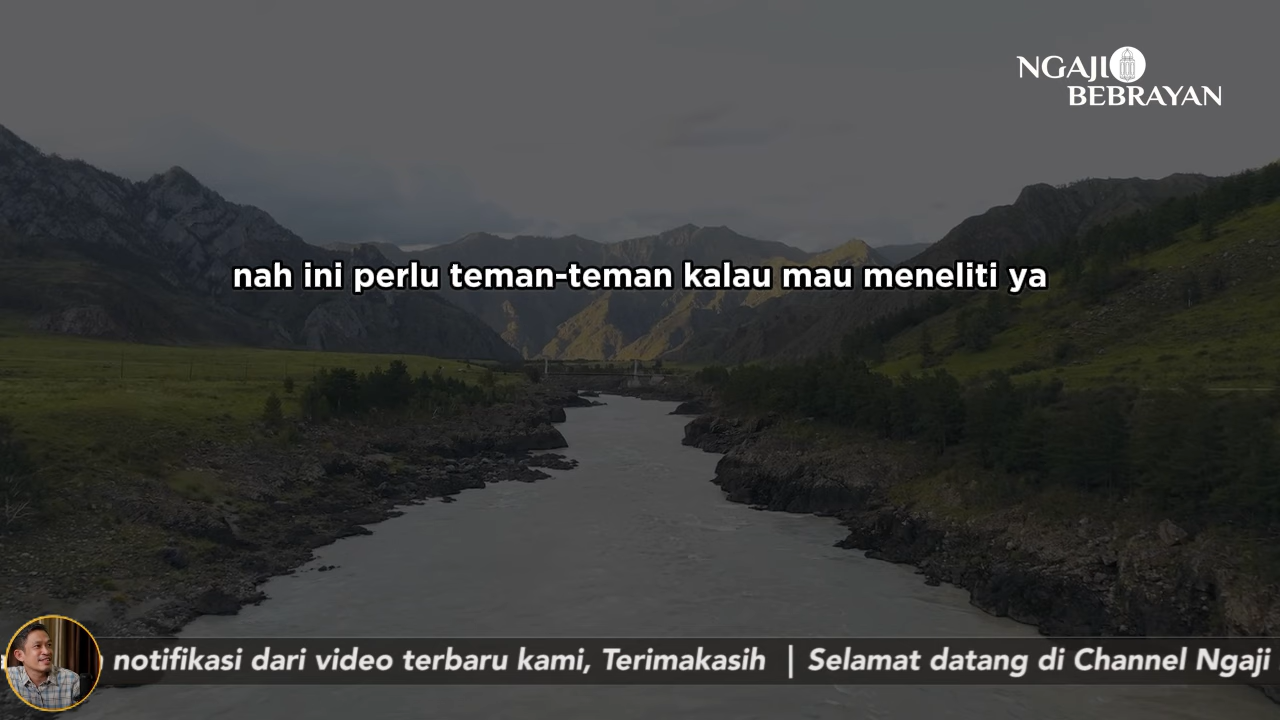 NGAJI
BEBRAYAN
nah ini perlu teman-teman kalau mau meneliti ya
notifikasi dari video terbaru kami, Terimakasih | Selamat datang di Channel Ngaji